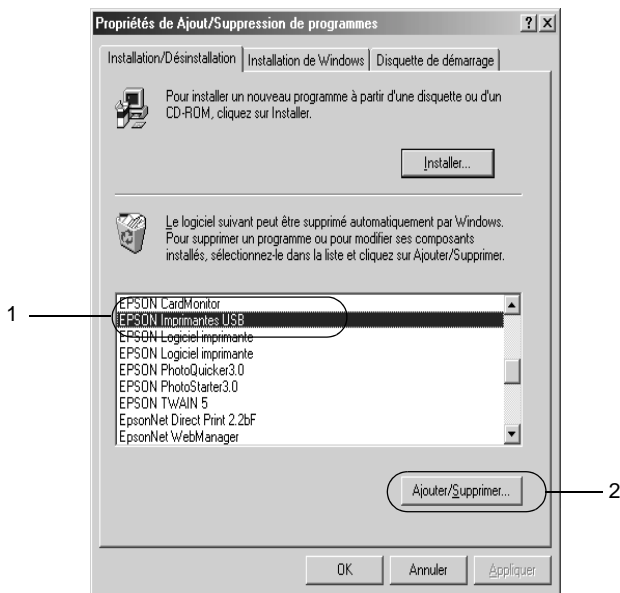 Propriétés de Ajout/Suppression de programmes
Installation/Désinstallation
Installation de Windows
Disquette de démarrage
Pour installer un nouveau programme à partir d'une disquette ou d'un
CD-ROM, cliquez sur Installer.
Installer...
Le logiciel suivant peut être supprimé automatiquement par Windows.
Pour supprimer un programme ou pour modifier ses composants
installés, sélectionnez-le dans la liste et cliquez sur Ajouter/Supprimer.
1
EPSON CardMonitor
EPSON Imprimantes USB
EPSON Logiciel imprimante
EPSON Logiciel imprimante
EPSON PhotoQuicker3.0
EPSON PhotoStarter3.0
EPSON TWAIN 5
EpsonNet Direct Print 2.2bF
EpsonNet WebManager
Ajouter/Supprimer...
2
OK
Annuler
Appliquer